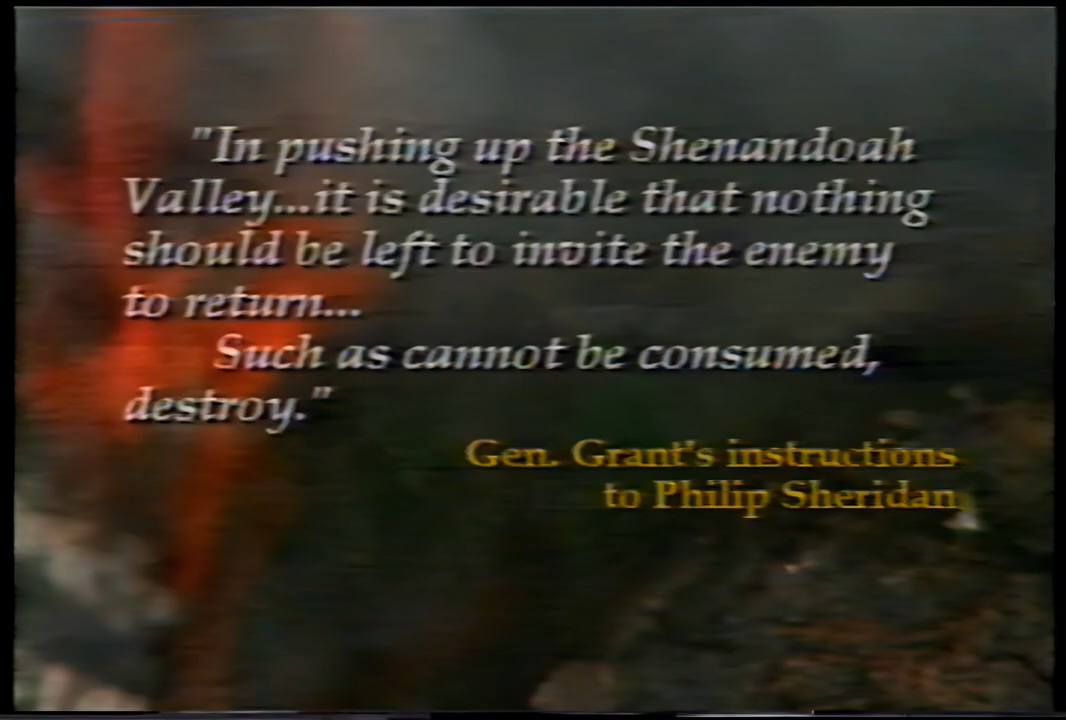 "In pushing up the Shenandoah
Valley...it is desirable that nothing
should be left to invite the enemy
to return...
Such as cannot be consumed,
destroy."
Gen. Grant's instructions
to Philip Sheridan